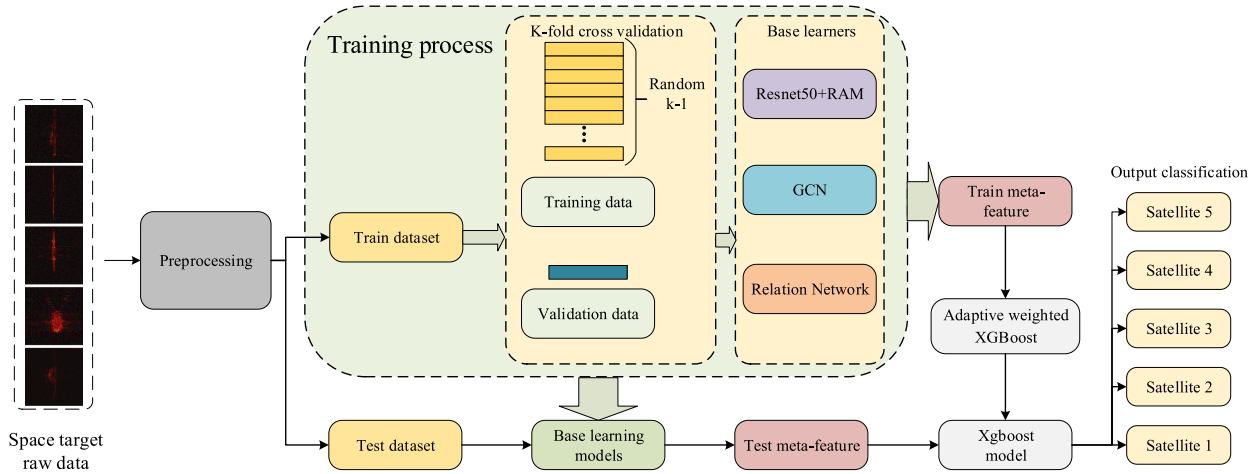 Training process
K-fold cross validation
Random
k-1
Training data
Validation data
Base learners
Resnet50+RAM
GCN
Relation Network
Space target
raw data
Preprocessing
Train dataset
Test dataset
Base learning
models
Train meta-
feature
Adaptive weighted
XGBoost
Test meta-feature
Xgboost
model
Output classification
Satellite 5
Satellite 4
Satellite 3
Satellite 2
Satellite 1